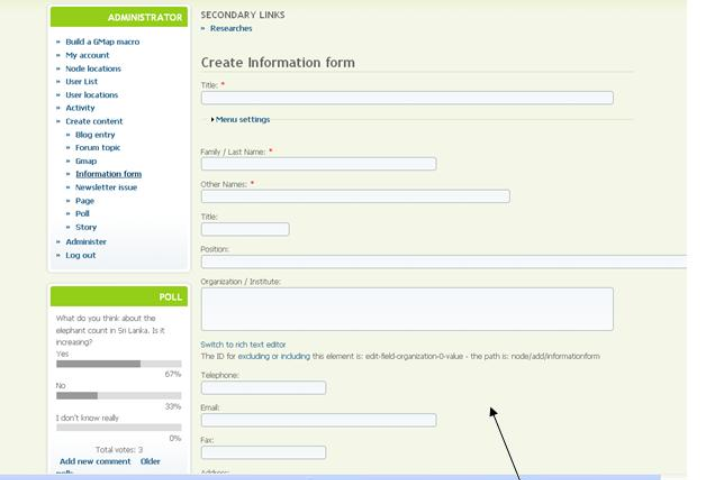 ADMINISTRATOR
» Build a GMap macro
» My account
» Node locations
» User List
» User locations
» Activity
» Create content
» Blog entry
» Forum topic
» Gmap
» Information form
» Newsletter issue
» Page
» Poll
» Story
» Administer
» Log out
POLL
What do you think about the
elephant count in Sri Lanka. Is it
increasing?
Yes
67%
No
33%
I don't know really
0%
Total votes: 3
Add new comment Older
polls
SECONDARY LINKS
» Researches
Create Information form
Title: *
Menu settings
Family / Last Name: *
Other Names: *
Title:
Position:
Organization / Institute:
Switch to rich text editor
The ID for excluding or including this element is: edit-field-organization-0-value - the path is: node/add/informationform
Telephone:
Email:
Fax:
Address: